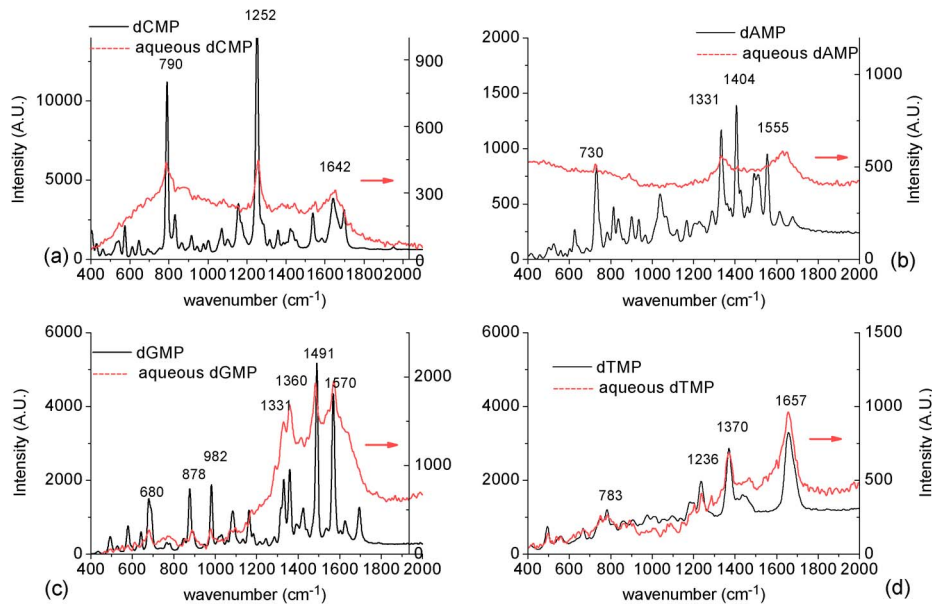 1252
dCMP
aqueous dCMP
790
1642
10000
5000
0
900
600
300
0
Intensity (A.U.)
(a)
400 600 800 1000 1200 1400 1600 1800 2000
wavenumber (cm-1)
dAMP
aqueous dAMP
1404
1331
1555
730
2000
1500
1000
500
0
1000
500
0
Intensity (A.U.)
(b)
400 600 800 1000 1200 1400 1600 1800 2000
wavenumber (cm-1)
dGMP
aqueous dGMP
1491
1360
1570
1331
982
878
680
6000
4000
2000
0
2000
1000
0
Intensity (A.U.)
(c)
400 600 800 1000 1200 1400 1600 1800 2000
wavenumber (cm-1)
dTMP
aqueous dTMP
1657
1370
1236
783
6000
4000
2000
0
1500
1000
500
0
Intensity (A.U.)
(d)
400 600 800 1000 1200 1400 1600 1800 2000
wavenumber (cm-1)